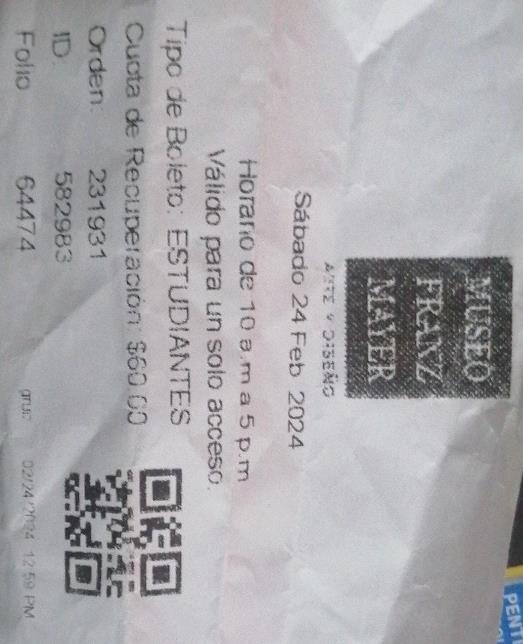 MUSEO
FRANZ
MAYER
ARTE Y DISEÑO
Sábado 24 Feb 2024
Horario de 10 a.m a 5 p.m
Válido para un solo acceso.
Tipo de Boleto: ESTUDIANTES
Cuota de Recuperación: $60.00
Orden: 231931
ID: 582983
Folio 64474
02/24/2024 12:59 PM
PENT